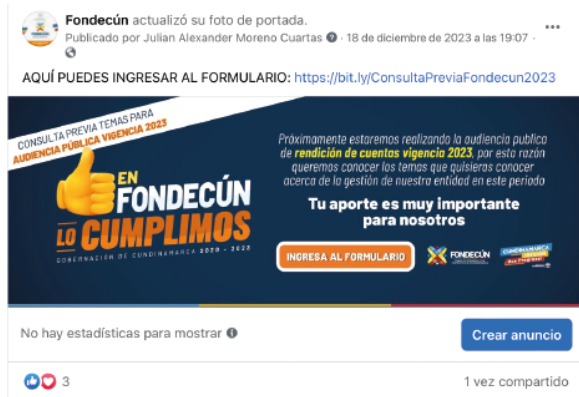 Fondecún actualizó su foto de portada.
Publicado por Julian Alexander Moreno Cuartas · 18 de diciembre de 2023 a las 19:07 ·
AQUÍ PUEDES INGRESAR AL FORMULARIO: https://bit.ly/ConsultaPreviaFondecun2023
CONSULTA PREVIA TEMAS PARA
AUDIENCIA PÚBLICA VIGENCIA 2023
EN
FONDECÚN
LO CUMPLIMOS
GOBERNACIÓN DE CUNDINAMARCA 2020 - 2023
Próximamente estaremos realizando la audiencia publica
de rendición de cuentas vigencia 2023, por esta razón
queremos conocer los temas que quisieras conocer
acerca de la gestión de nuestra entidad en este periodo
Tu aporte es muy importante
para nosotros
INGRESA AL FORMULARIO
FONDECÚN
CUNDINAMARCA
No hay estadísticas para mostrar
Crear anuncio
3
1 vez compartido